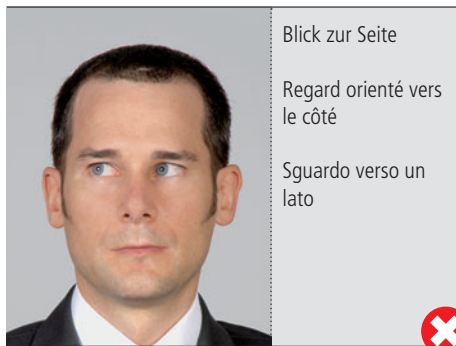 Blick zur Seite
Regard orienté vers
le côté
Sguardo verso un
lato